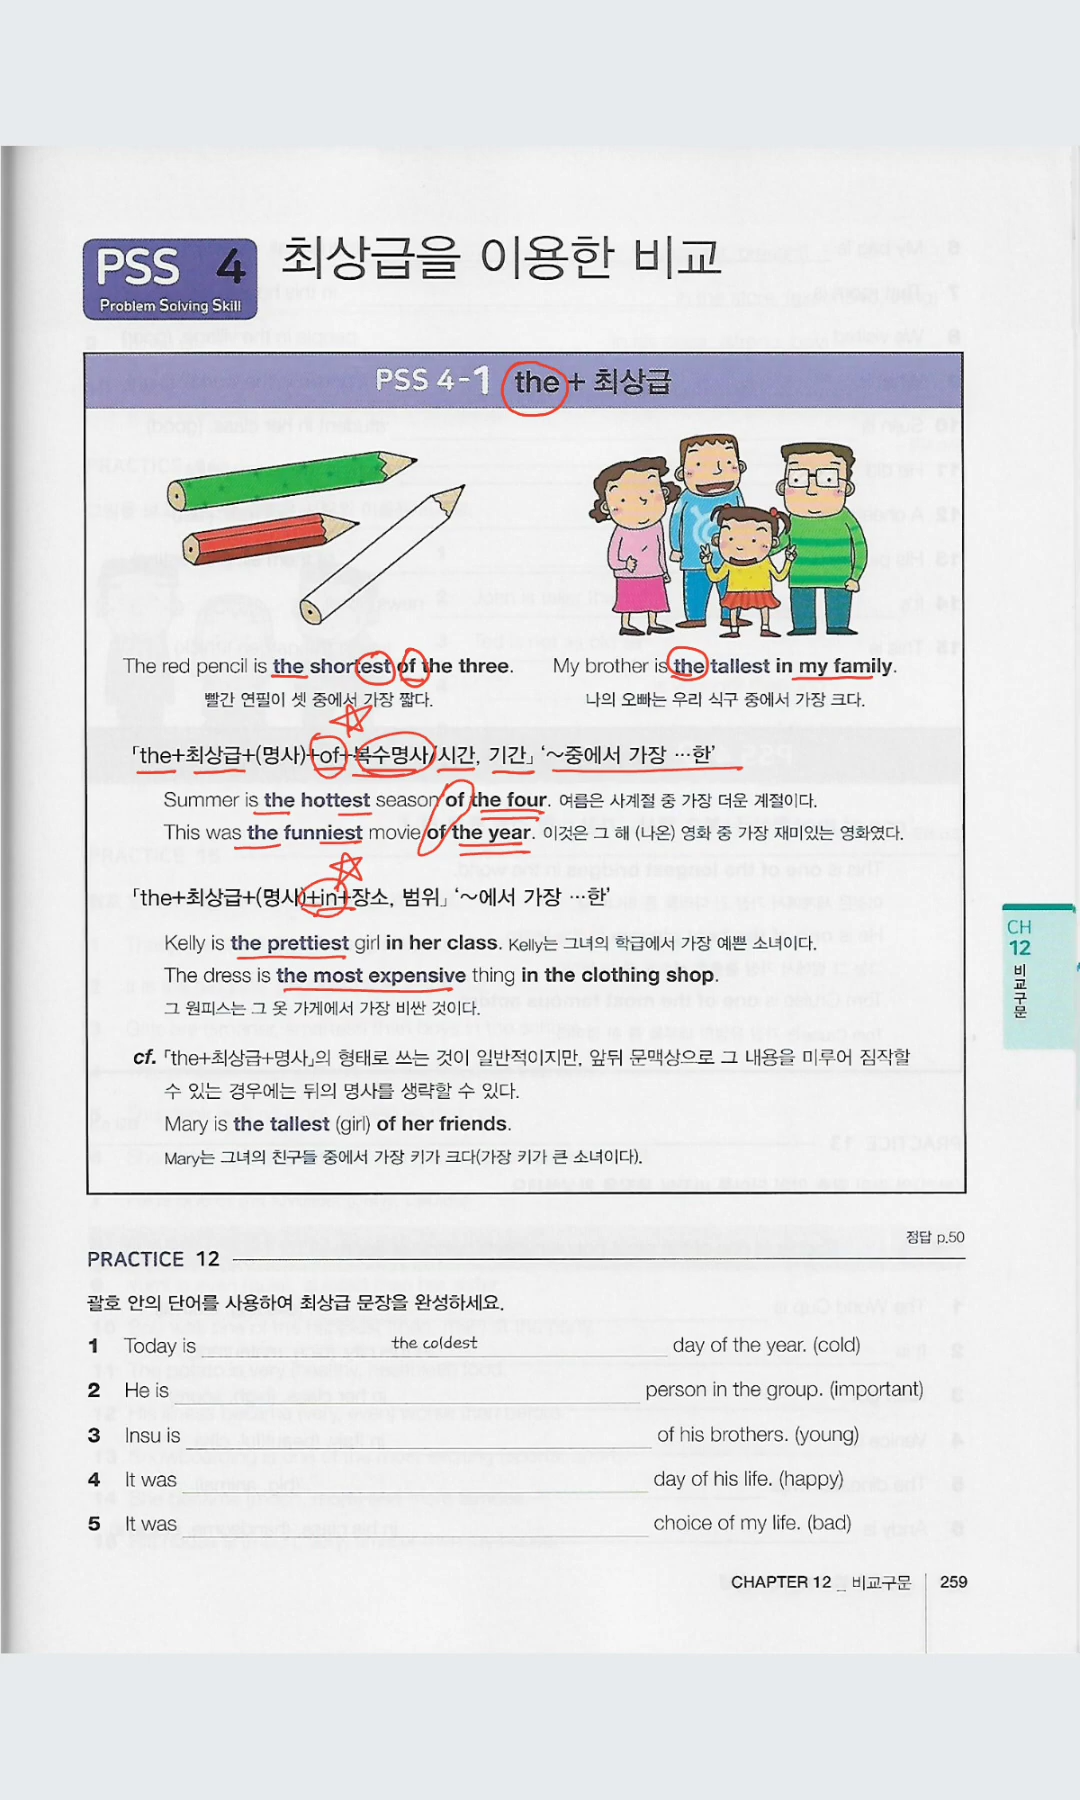 PSS 4 최상급을 이용한 비교
Problem Solving Skill
PSS 4-1 the + 최상급
The red pencil is the shortest of the three.
빨간 연필이 셋 중에서 가장 짧다.
My brother is the tallest in my family.
나의 오빠는 우리 식구 중에서 가장 크다.
「the+최상급+(명사)+of+복수명사/시간, 기간」 ‘~중에서 가장 …한’
Summer is the hottest season of the four. 여름은 사계절 중 가장 더운 계절이다.
This was the funniest movie of the year. 이것은 그 해 (나온) 영화 중 가장 재미있는 영화였다.
「the+최상급+(명사)+in+장소, 범위」 ‘~에서 가장 …한’
Kelly is the prettiest girl in her class. Kelly는 그녀의 학급에서 가장 예쁜 소녀이다.
The dress is the most expensive thing in the clothing shop.
그 원피스는 그 옷 가게에서 가장 비싼 것이다.
cf. 「the+최상급+명사」의 형태로 쓰는 것이 일반적이지만, 앞뒤 문맥상으로 그 내용을 미루어 짐작할
수 있는 경우에는 뒤의 명사를 생략할 수 있다.
Mary is the tallest (girl) of her friends.
Mary는 그녀의 친구들 중에서 가장 키가 크다(가장 키가 큰 소녀이다).
CH
12
비교구문
정답 p.50
PRACTICE 12
괄호 안의 단어를 사용하여 최상급 문장을 완성하세요.
1 Today is the coldest day of the year. (cold)
2 He is person in the group. (important)
3 Insu is of his brothers. (young)
4 It was day of his life. (happy)
5 It was choice of my life. (bad)
CHAPTER 12 _ 비교구문 259